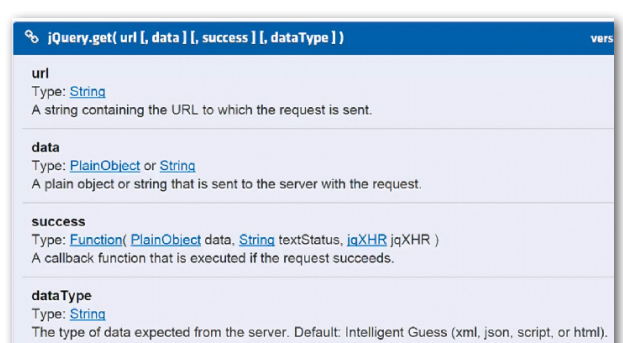 jQuery.get( url [, data ] [, success ] [, dataType ] ) vers
url
Type: String
A string containing the URL to which the request is sent.
data
Type: PlainObject or String
A plain object or string that is sent to the server with the request.
success
Type: Function( PlainObject data, String textStatus, jqXHR jqXHR )
A callback function that is executed if the request succeeds.
dataType
Type: String
The type of data expected from the server. Default: Intelligent Guess (xml, json, script, or html).